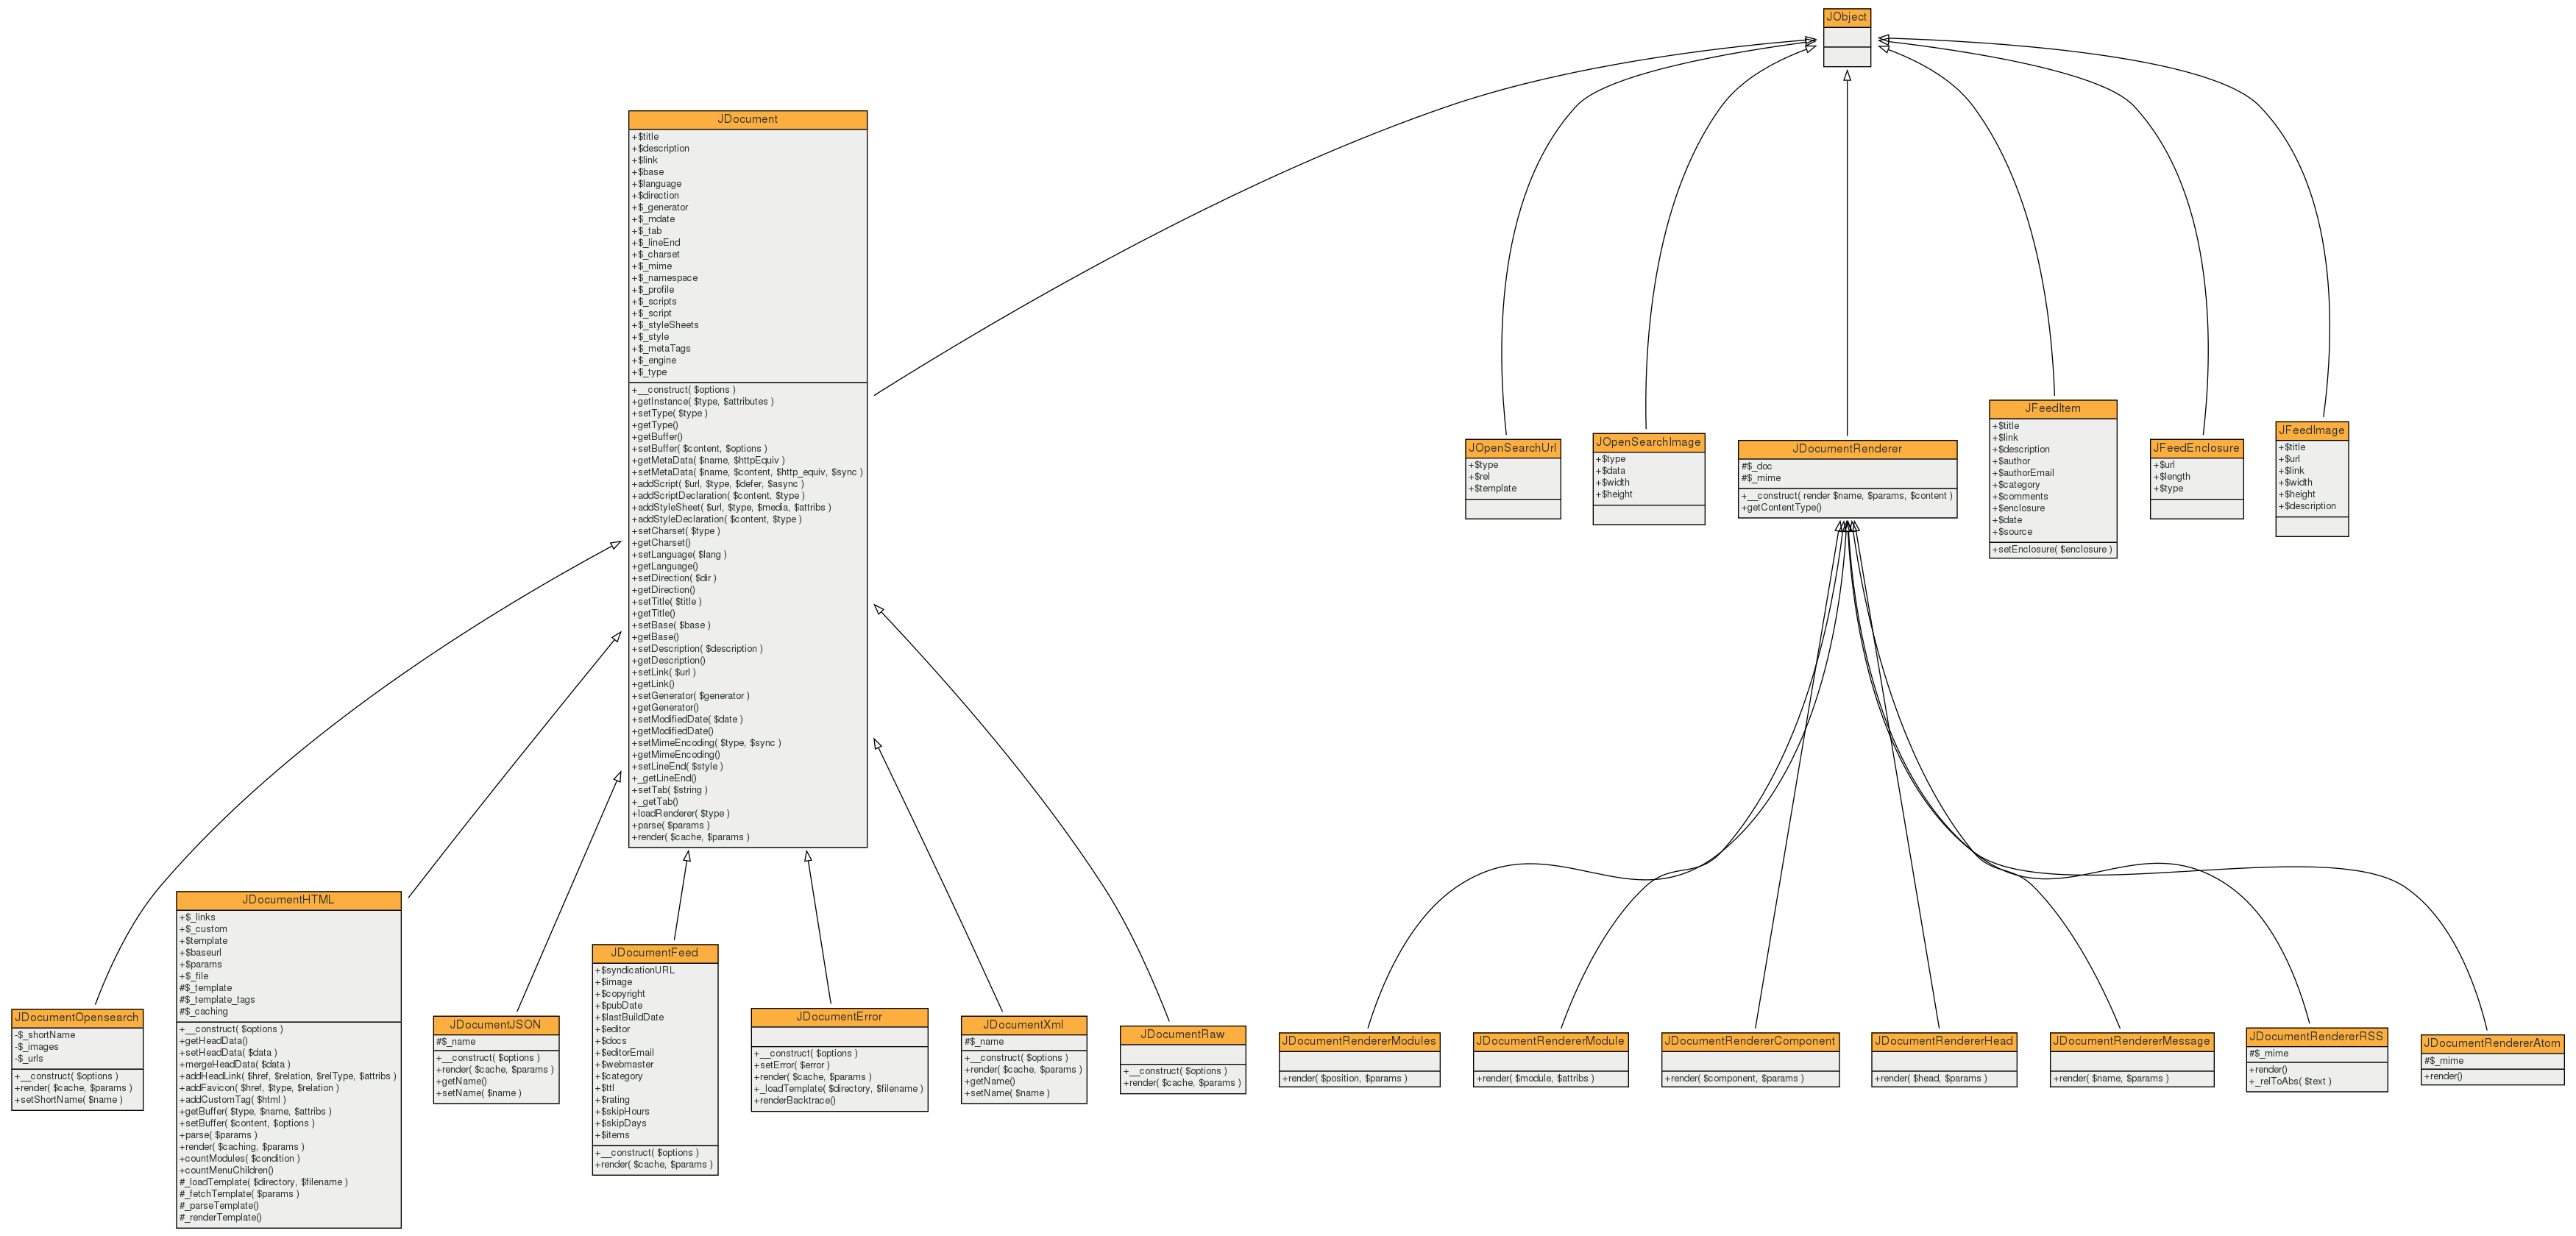 JObject
JDocument
+$title
+$description
+$link
+$base
+$language
+$direction
+$_generator
+$_mdate
+$_tab
+$_lineEnd
+$_charset
+$_mime
+$_namespace
+$_profile
+$_scripts
+$_script
+$_styleSheets
+$_style
+$_metaTags
+$_engine
+$_type
+__construct( $options )
+getInstance( $type, $attributes )
+setType( $type )
+getType()
+getBuffer()
+setBuffer( $content, $options )
+getMetaData( $name, $httpEquiv )
+setMetaData( $name, $content, $http_equiv, $sync )
+addScript( $url, $type, $defer, $async )
+addScriptDeclaration( $content, $type )
+addStyleSheet( $url, $type, $media, $attribs )
+addStyleDeclaration( $content, $type )
+setCharset( $type )
+getCharset()
+setLanguage( $lang )
+getLanguage()
+setDirection( $dir )
+getDirection()
+setTitle( $title )
+getTitle()
+setBase( $base )
+getBase()
+setDescription( $description )
+getDescription()
+setLink( $url )
+getLink()
+setGenerator( $generator )
+getGenerator()
+setModifiedDate( $date )
+getModifiedDate()
+setMimeEncoding( $type, $sync )
+getMimeEncoding()
+setLineEnd( $style )
+_getLineEnd()
+setTab( $string )
+_getTab()
+loadRenderer( $type )
+parse( $params )
+render( $cache, $params )
JOpenSearchUrl
+$type
+$rel
+$template
JOpenSearchImage
+$type
+$data
+$width
+$height
JDocumentRenderer
#$_doc
#$_mime
+__construct( render $name, $params, $content )
+getContentType()
JFeedItem
+$title
+$link
+$description
+$author
+$authorEmail
+$category
+$comments
+$enclosure
+$date
+$source
+setEnclosure( $enclosure )
JFeedEnclosure
+$url
+$length
+$type
JFeedImage
+$title
+$url
+$link
+$width
+$height
+$description
JDocumentOpensearch
-$_shortName
-$_images
-$_urls
+__construct( $options )
+render( $cache, $params )
+setShortName( $name )
JDocumentHTML
+$_links
+$_custom
+$template
+$baseurl
+$params
+$_file
#$_template
#$_template_tags
#$_caching
+__construct( $options )
+getHeadData()
+setHeadData( $data )
+mergeHeadData( $data )
+addHeadLink( $href, $relation, $relType, $attribs )
+addFavicon( $href, $type, $relation )
+addCustomTag( $html )
+getBuffer( $type, $name, $attribs )
+setBuffer( $content, $options )
+parse( $params )
+render( $caching, $params )
+countModules( $condition )
+countMenuChildren()
#_loadTemplate( $directory, $filename )
#_fetchTemplate( $params )
#_parseTemplate()
#_renderTemplate()
JDocumentJSON
#$_name
+__construct( $options )
+render( $cache, $params )
+getName()
+setName( $name )
JDocumentFeed
+$syndicationURL
+$image
+$copyright
+$pubDate
+$lastBuildDate
+$editor
+$docs
+$editorEmail
+$webmaster
+$category
+$ttl
+$rating
+$skipHours
+$skipDays
+$items
+__construct( $options )
+render( $cache, $params )
JDocumentError
+__construct( $options )
+setError( $error )
+render( $cache, $params )
+_loadTemplate( $directory, $filename )
+renderBacktrace()
JDocumentXml
#$_name
+__construct( $options )
+render( $cache, $params )
+getName()
+setName( $name )
JDocumentRaw
+__construct( $options )
+render( $cache, $params )
JDocumentRendererModules
+render( $position, $params )
JDocumentRendererModule
+render( $module, $attribs )
JDocumentRendererComponent
+render( $component, $params )
JDocumentRendererHead
+render( $head, $params )
JDocumentRendererMessage
+render( $name, $params )
JDocumentRendererRSS
#$_mime
+render()
+_relToAbs( $text )
JDocumentRendererAtom
#$_mime
+render()